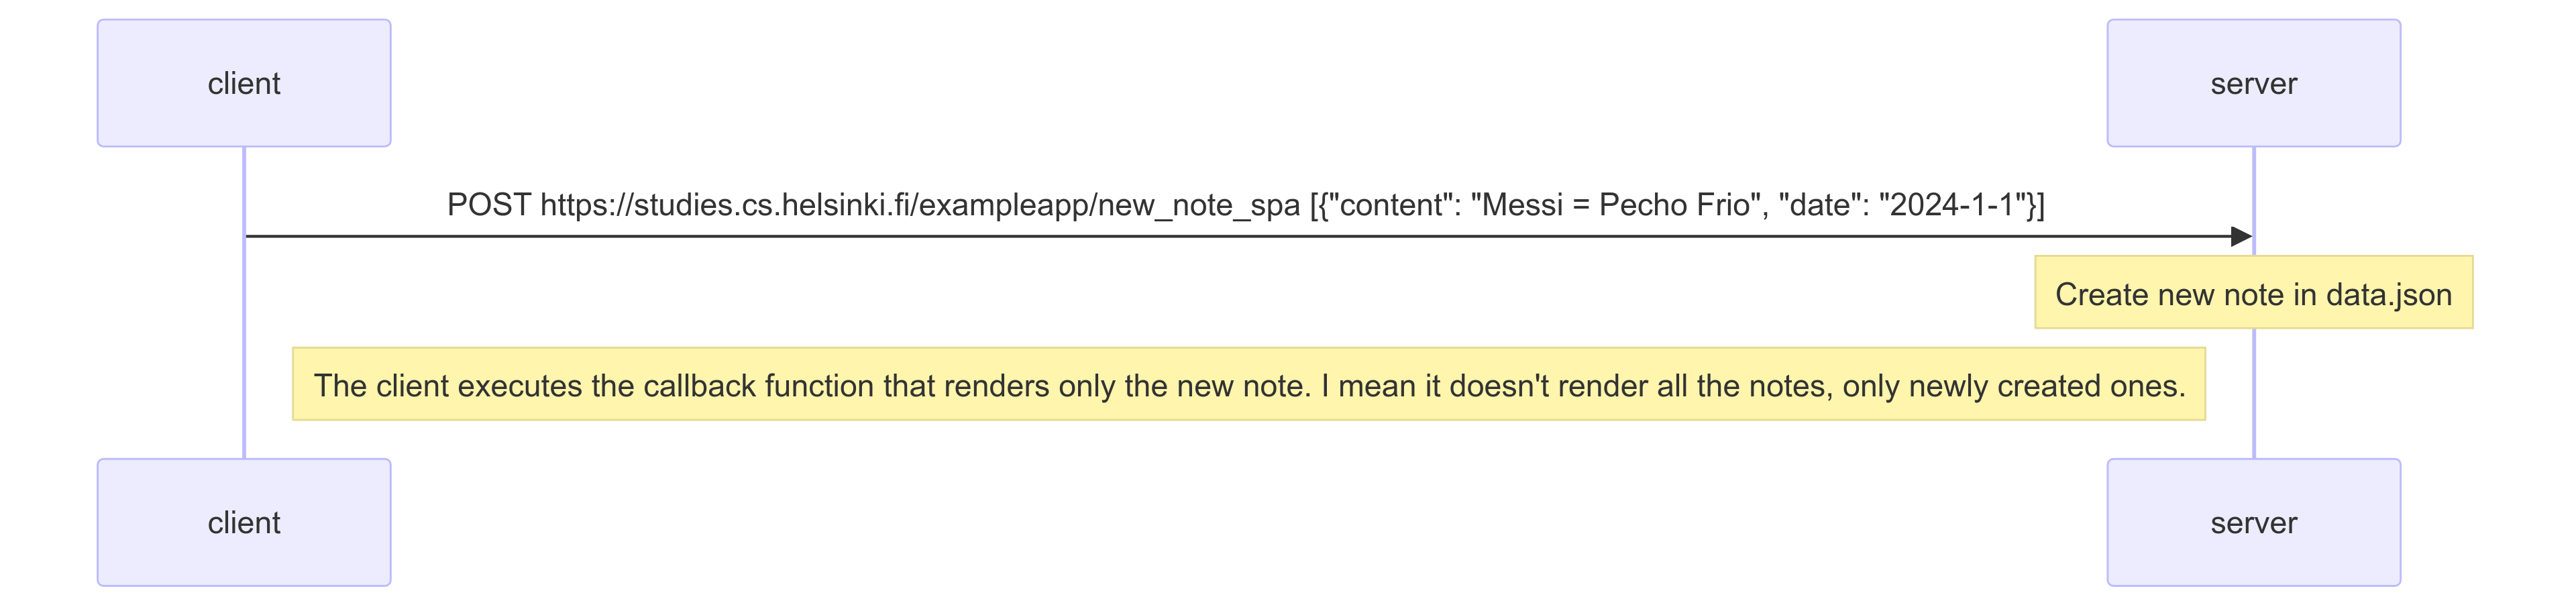 client
server
POST https://studies.cs.helsinki.fi/exampleapp/new_note_spa [{"content": "Messi = Pecho Frio", "date": "2024-1-1"}]
Create new note in data.json
The client executes the callback function that renders only the new note. I mean it doesn't render all the notes, only newly created ones.
client
server